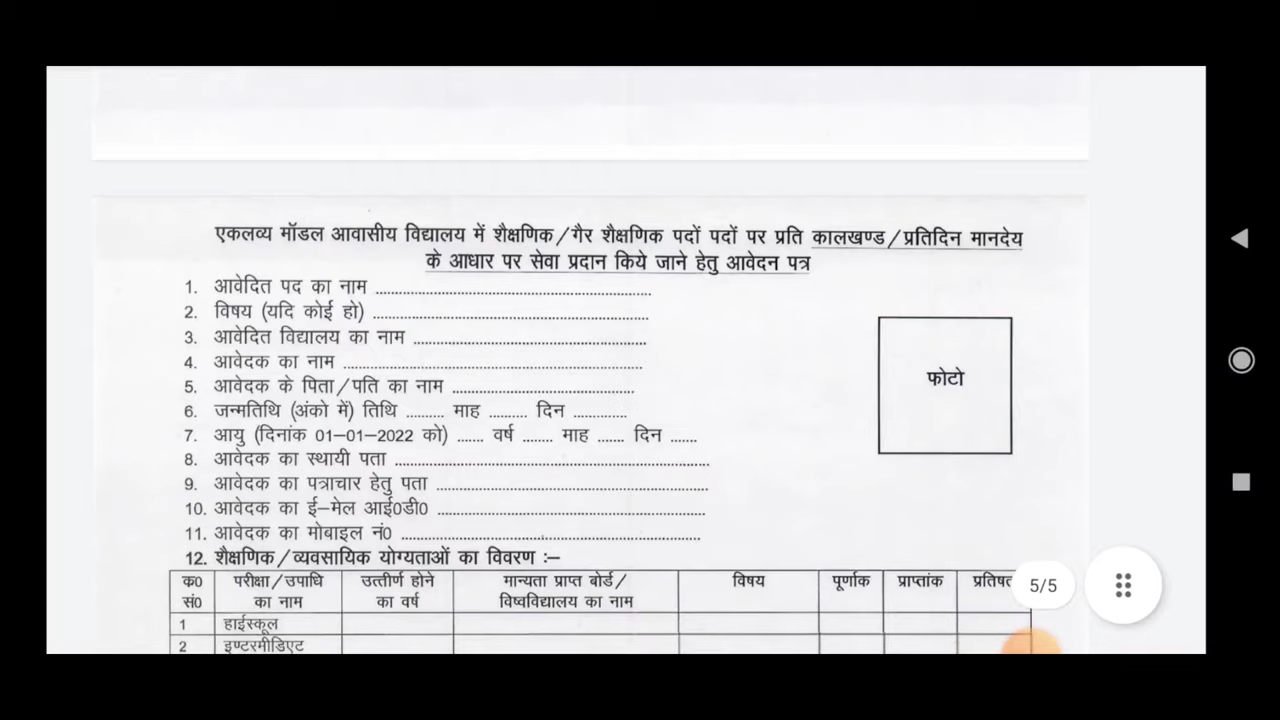 एकलव्य मॉडल आवासीय विद्यालय में शैक्षणिक/गैर शैक्षणिक पदों पदों पर प्रति कालखण्ड/प्रतिदिन मानदेय
के आधार पर सेवा प्रदान किये जाने हेतु आवेदन पत्र
1. आवेदित पद का नाम ..................................................
2. विषय (यदि कोई हो) ..................................................
3. आवेदित विद्यालय का नाम ..................................................
4. आवेदक का नाम ..................................................
5. आवेदक के पिता/पति का नाम ..................................................
फोटो
6. जन्मतिथि (अंको में) तिथि ......... माह ......... दिन .............
7. आयु (दिनांक 01–01–2022 को) ...... वर्ष ....... माह ...... दिन ......
8. आवेदक का स्थायी पता ..................................................
9. आवेदक का पत्राचार हेतु पता ..................................................
10. आवेदक का ई–मेल आई0डी0 ..................................................
11. आवेदक का मोबाइल नं0 ..................................................
12. शैक्षणिक/व्यवसायिक योग्यताओं का विवरण :–
क0 सं0 परीक्षा/उपाधि का नाम उत्तीर्ण होने का वर्ष मान्यता प्राप्त बोर्ड/ विष्वविद्यालय का नाम विषय पूर्णाक प्राप्तांक प्रतिषत
5/5
1 हाईस्कूल
2 इण्टरमीडिएट